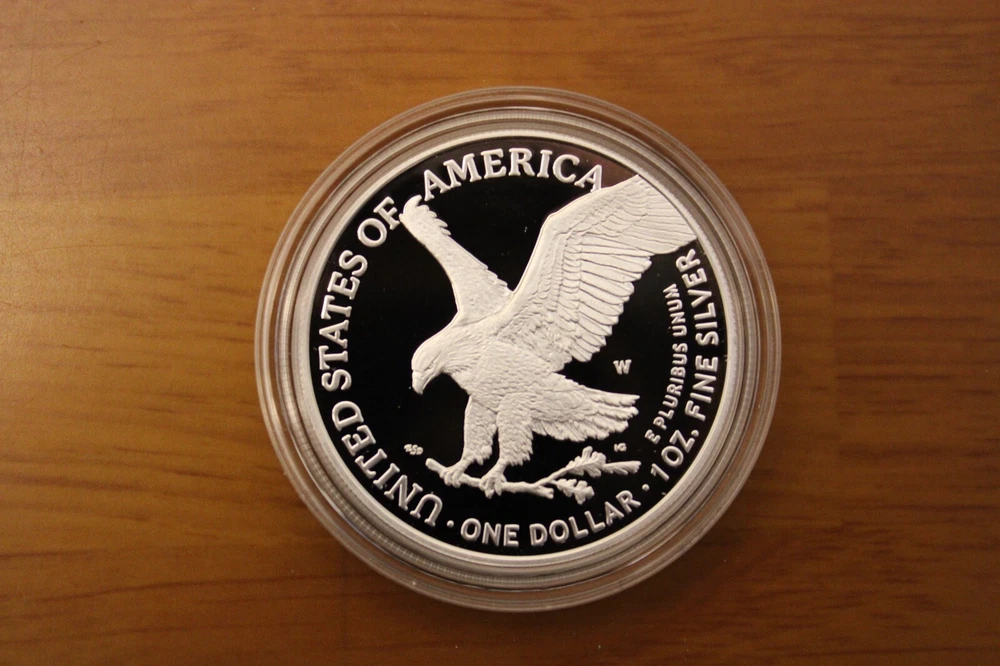 UNITED STATES OF AMERICA
W
E PLURIBUS UNUM
· ONE DOLLAR · 1 OZ. FINE SILVER